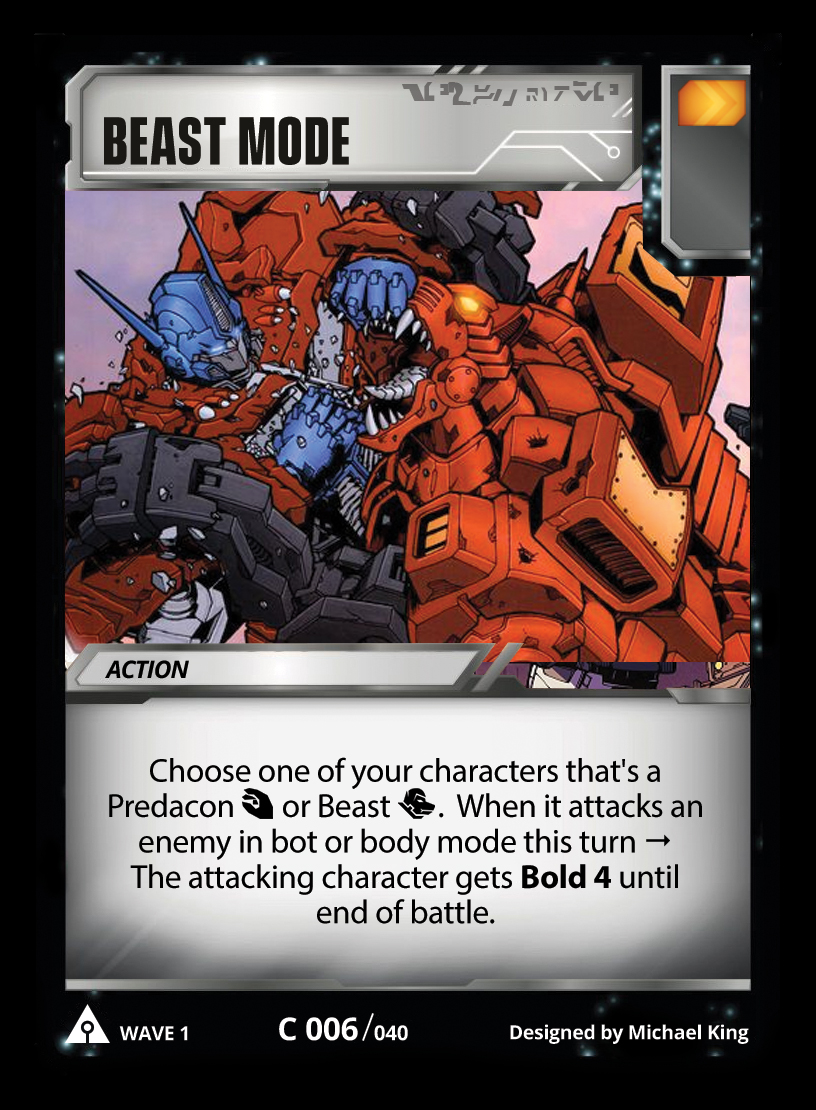 BEAST MODE
ACTION
Choose one of your characters that's a
Predacon or Beast . When it attacks an
enemy in bot or body mode this turn →
The attacking character gets Bold 4 until
end of battle.
WAVE 1
C 006/040
Designed by Michael King